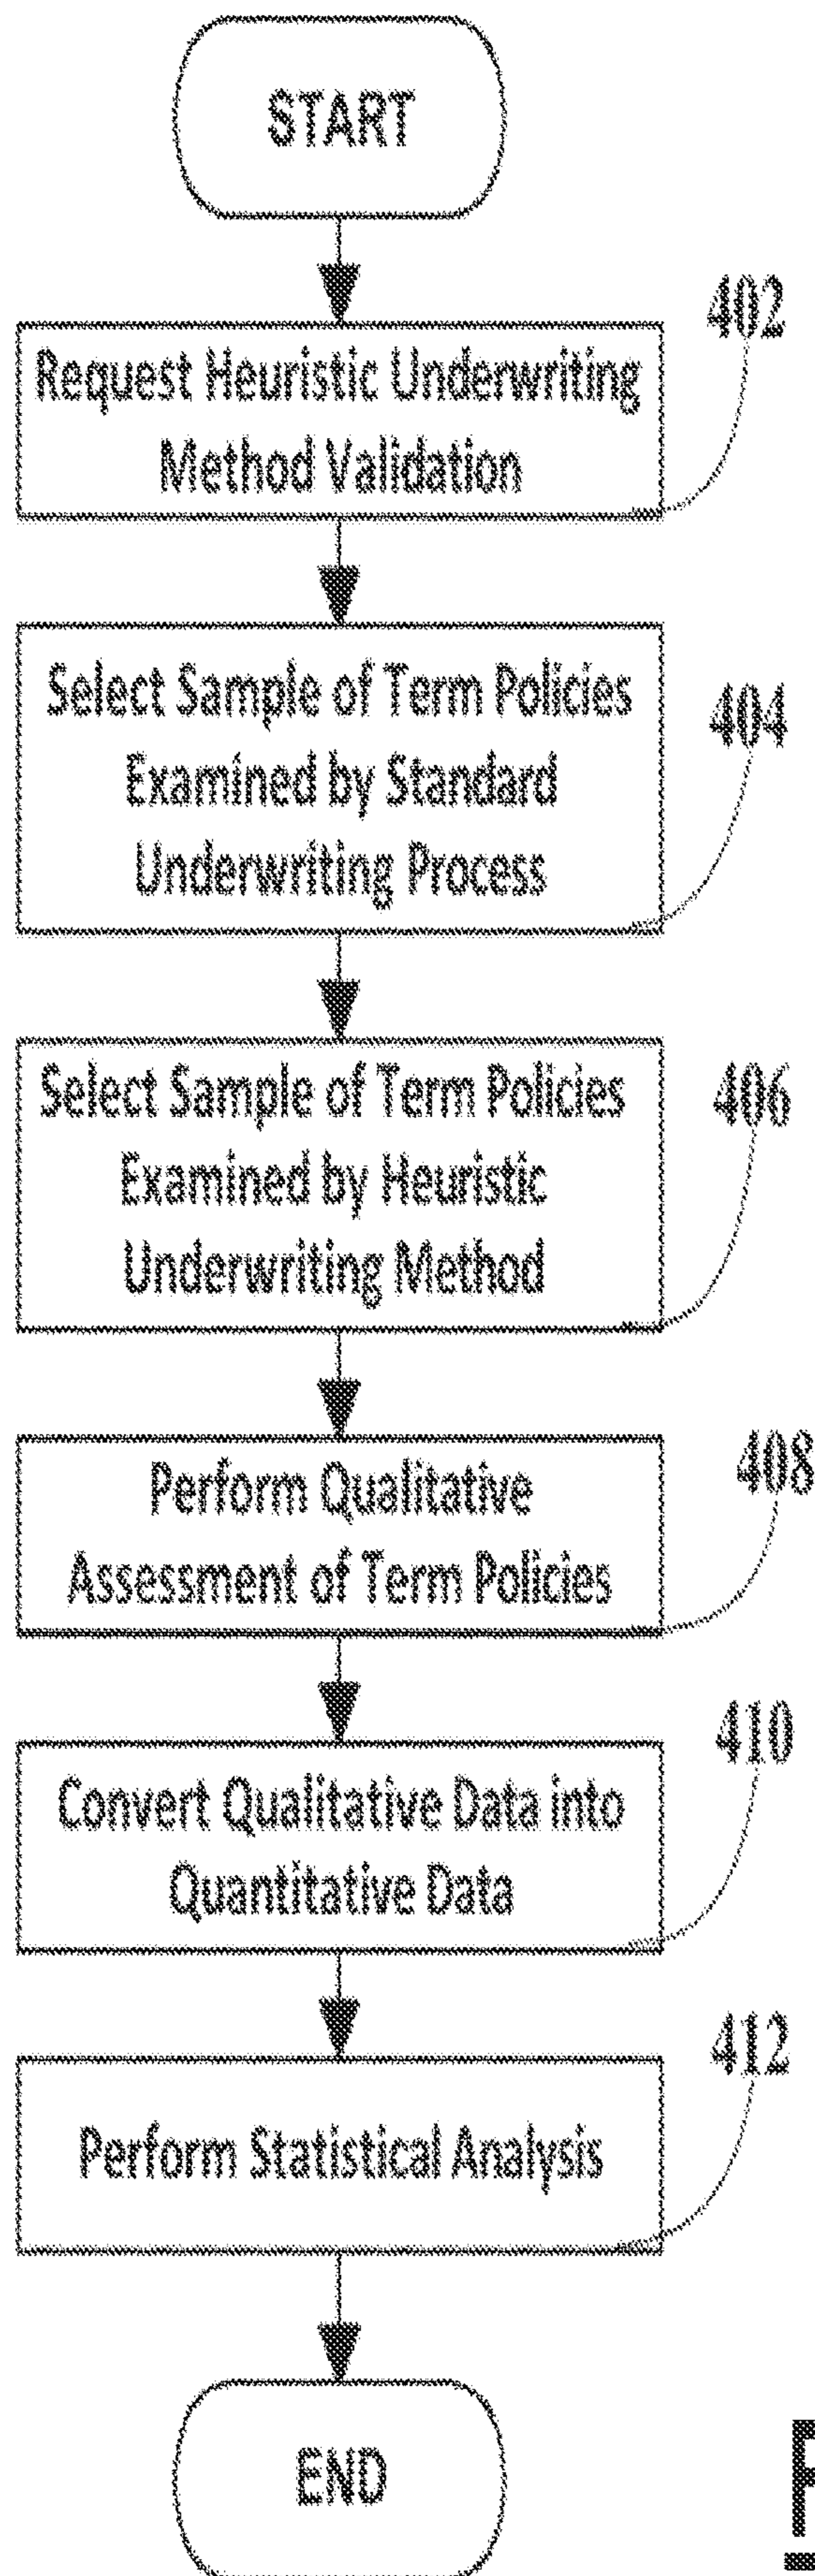 START
402
Request Heuristic Underwriting
Method Validation
404
Select Sample of Term Policies
Examined by Standard
Underwriting Process
406
Select Sample of Term Policies
Examined by Heuristic
Underwriting Method
408
Perform Qualitative
Assessment of Term Policies
410
Convert Qualitative Data into
Quantitative Data
412
Perform Statistical Analysis
END